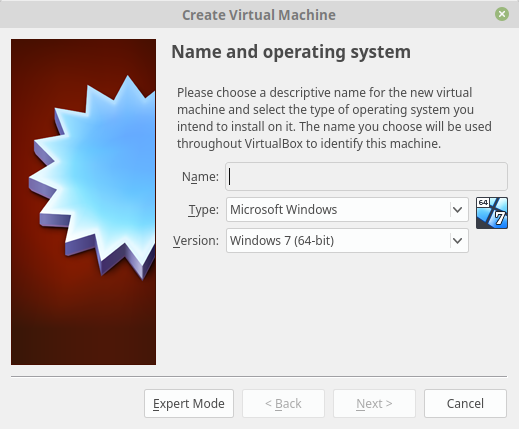 Create Virtual Machine
Name and operating system
Please choose a descriptive name for the new virtual
machine and select the type of operating system you
intend to install on it. The name you choose will be used
throughout VirtualBox to identify this machine.
Name:
Type: Microsoft Windows
64
7
Version: Windows 7 (64-bit)
Expert Mode < Back Next > Cancel